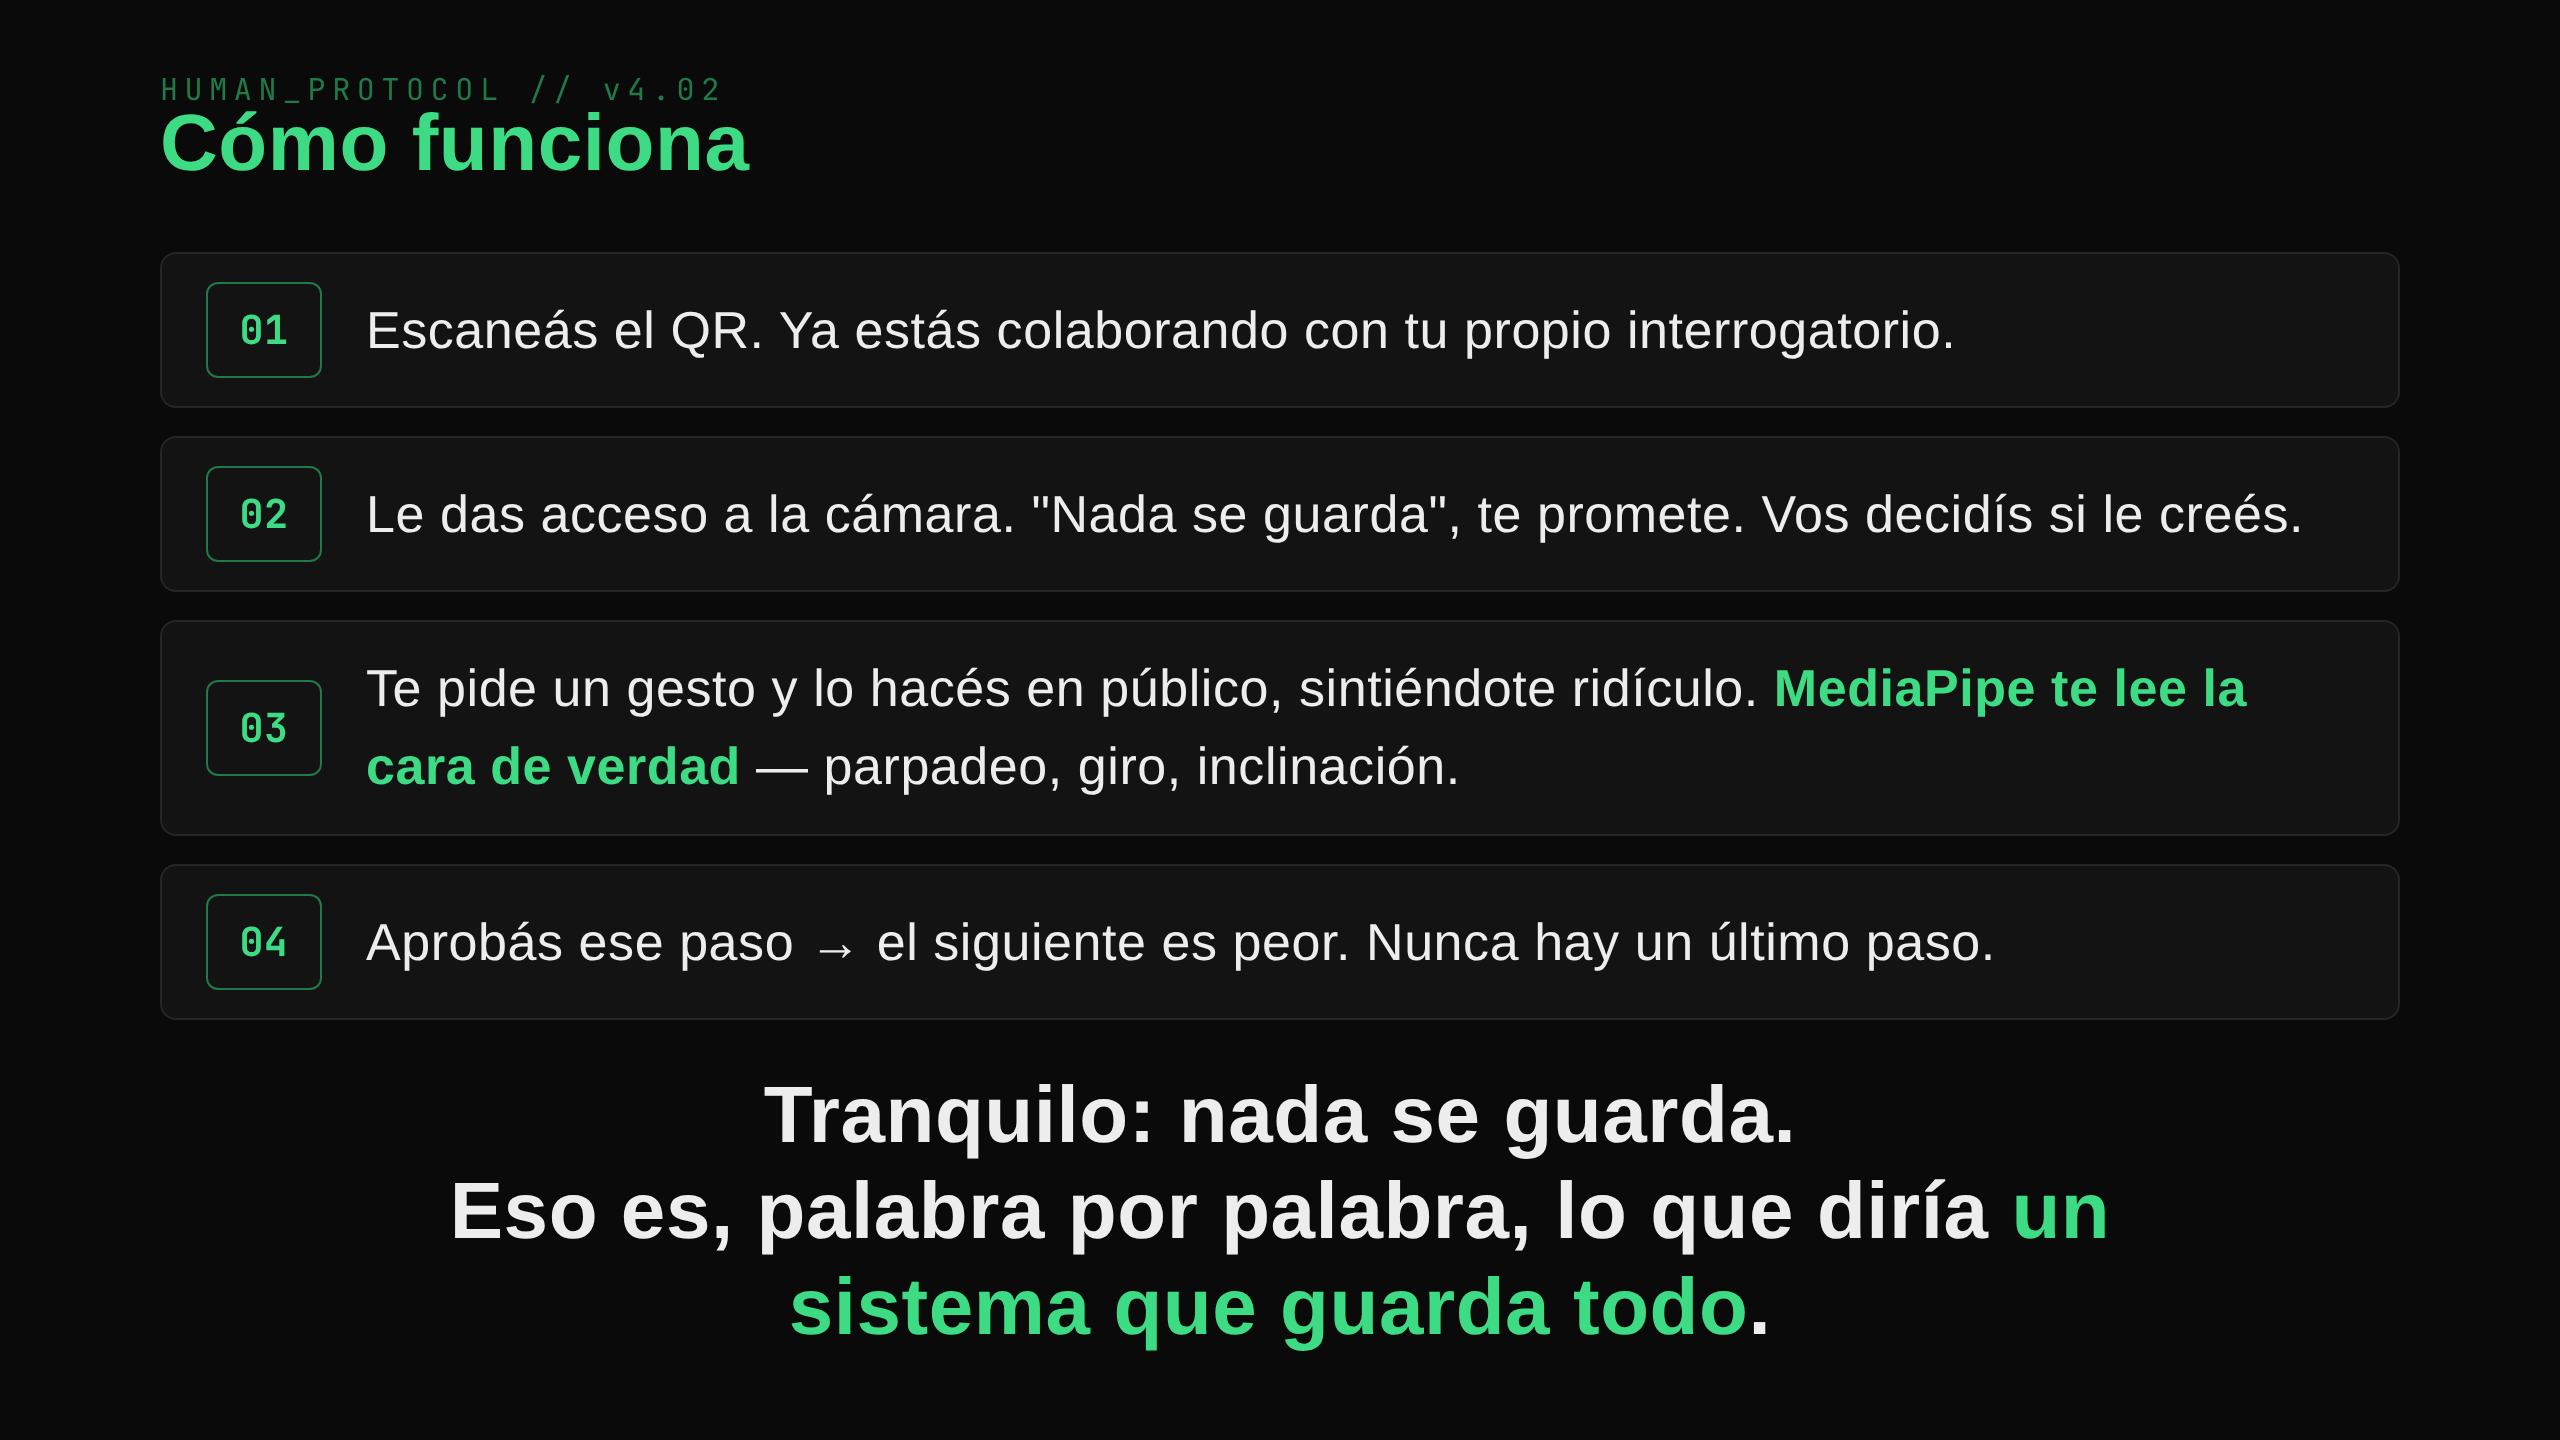 HUMAN_PROTOCOL // v4.02
Cómo funciona
01
Escaneás el QR. Ya estás colaborando con tu propio interrogatorio.
02
Le das acceso a la cámara. "Nada se guarda", te promete. Vos decidís si le creés.
03
Te pide un gesto y lo hacés en público, sintiéndote ridículo. MediaPipe te lee la
cara de verdad — parpadeo, giro, inclinación.
04
Aprobás ese paso → el siguiente es peor. Nunca hay un último paso.
Tranquilo: nada se guarda.
Eso es, palabra por palabra, lo que diría un
sistema que guarda todo.